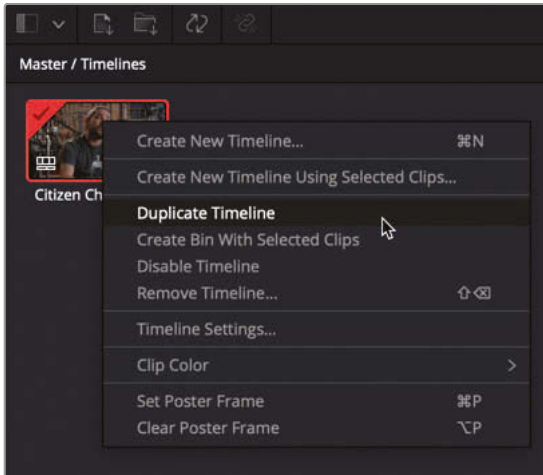 Master / Timelines
Citizen Ch
Create New Timeline... ⌘N
Create New Timeline Using Selected Clips...
Duplicate Timeline
Create Bin With Selected Clips
Disable Timeline
Remove Timeline... ⇧⌫
Timeline Settings...
Clip Color >
Set Poster Frame ⌘P
Clear Poster Frame ⌥P